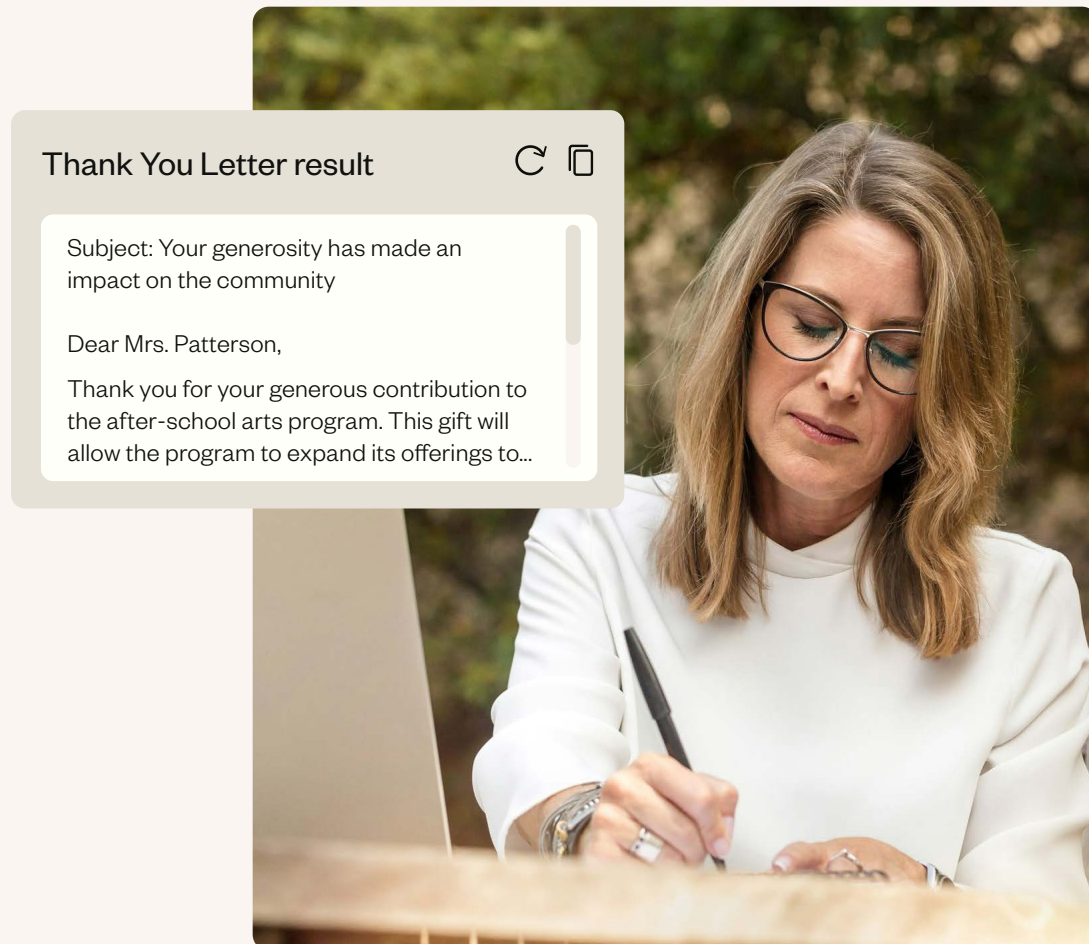 Thank You Letter result
Subject: Your generosity has made an
impact on the community
Dear Mrs. Patterson,
Thank you for your generous contribution to
the after-school arts program. This gift will
allow the program to expand its offerings to...